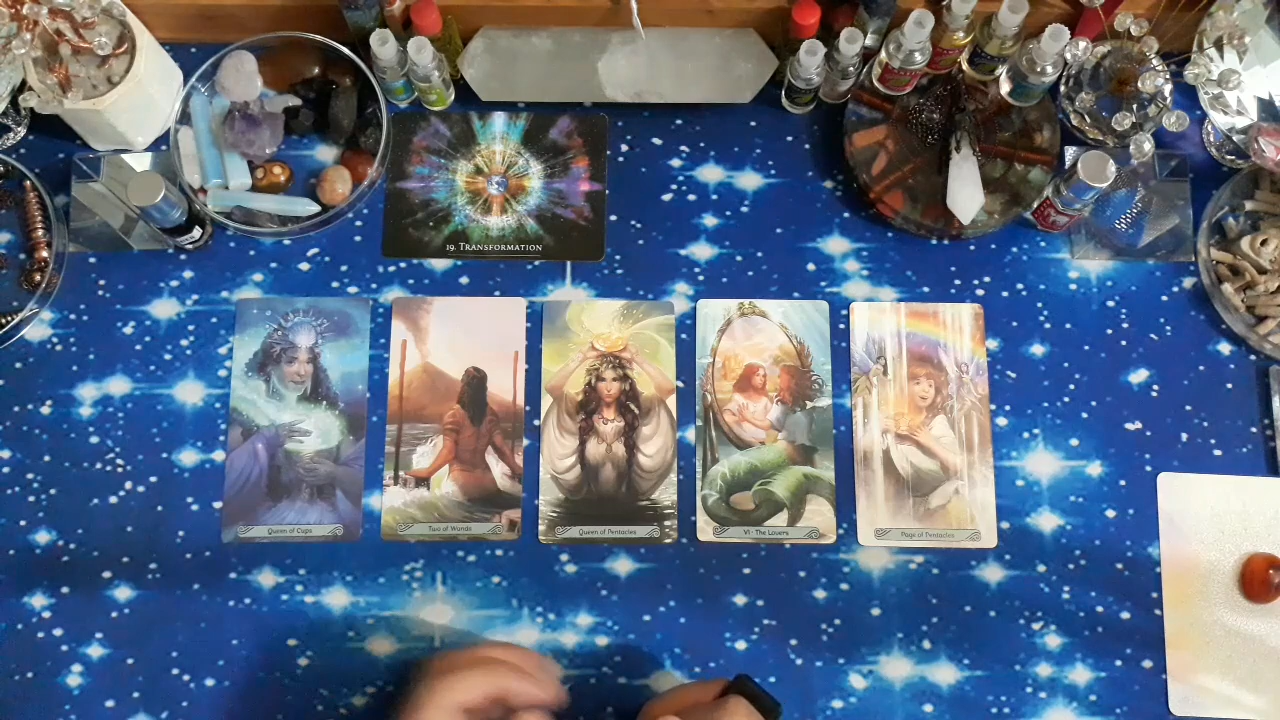 19. TRANSFORMATION
Queen of Cups
Two of Wands
Queen of Pentacles
VI - The Lovers
Page of Pentacles